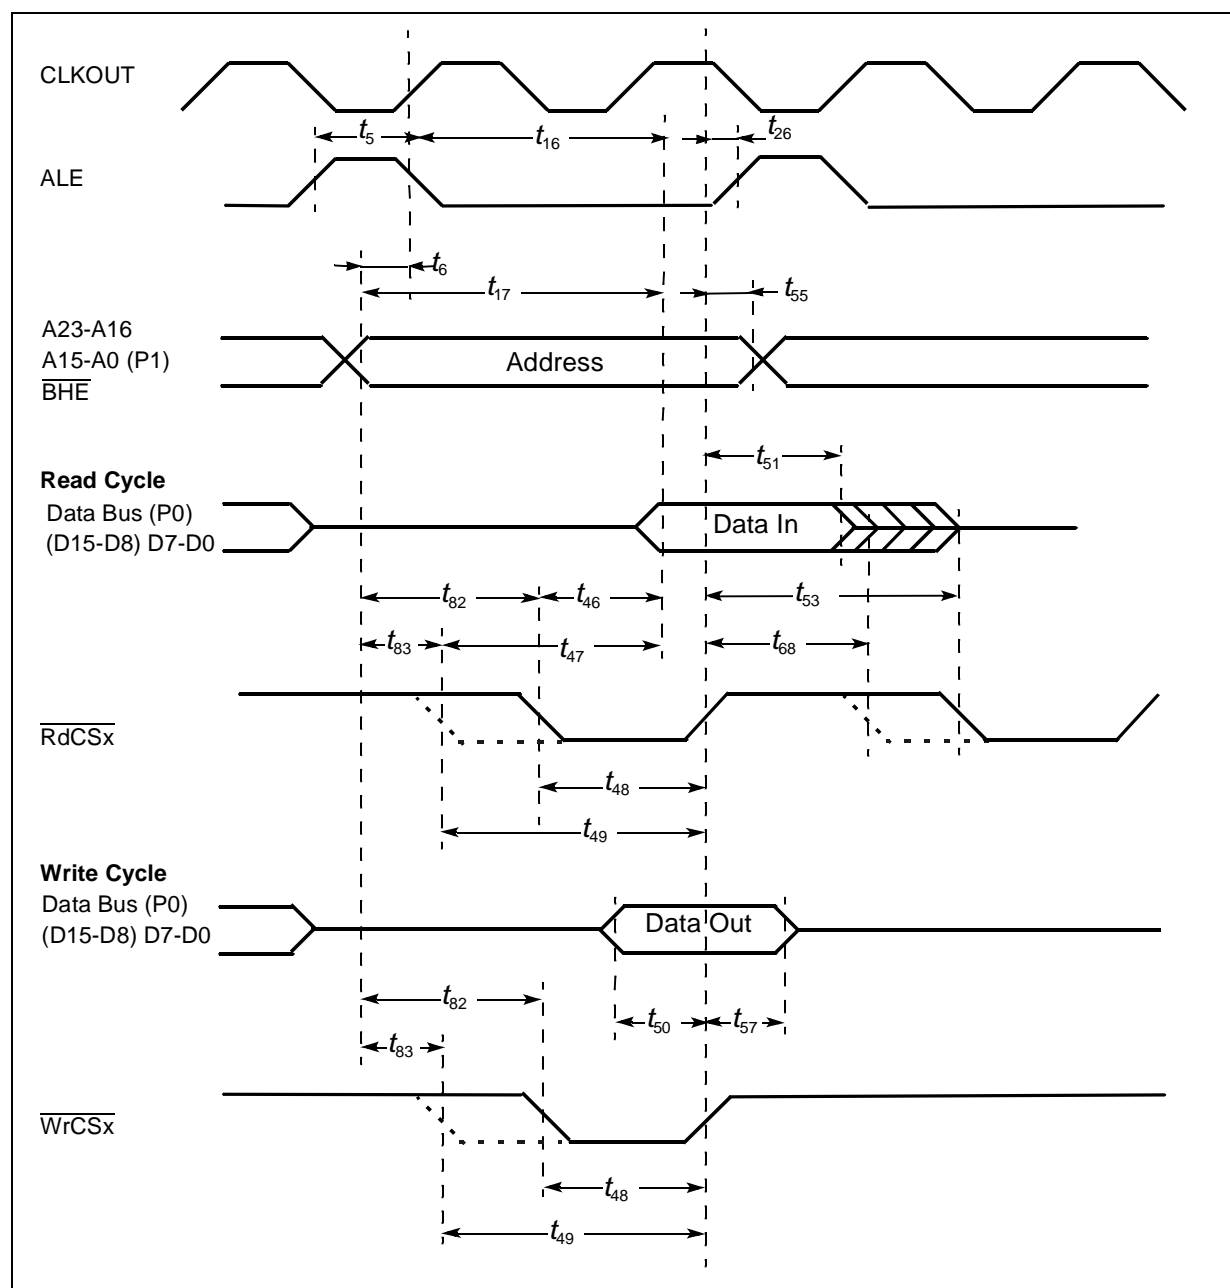 CLKOUT
t5
t16
t26
ALE
t6
t17
t55
A23-A16
A15-A0 (P1)
Address
BHE
t51
Read Cycle
Data Bus (P0)
Data In
(D15-D8) D7-D0
t82
t46
t53
t83
t47
t68
RdCSx
t48
t49
Write Cycle
Data Bus (P0)
Data Out
(D15-D8) D7-D0
t82
t50
t57
t83
WrCSx
t48
t49